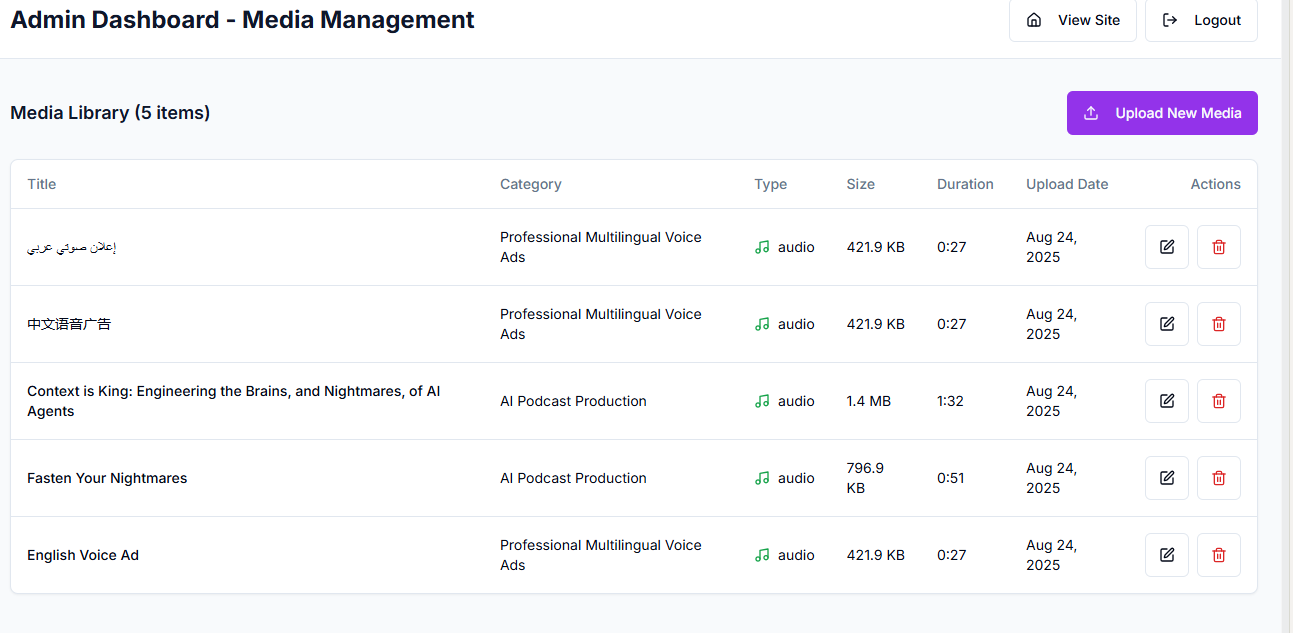 Admin Dashboard - Media Management
View Site
Logout
Media Library (5 items)
Upload New Media
Title Category Type Size Duration Upload Date Actions
إعلان صوتي عربي
Professional Multilingual Voice
Ads
audio
421.9 KB
0:27
Aug 24,
2025
中文语音广告
Professional Multilingual Voice
Ads
audio
421.9 KB
0:27
Aug 24,
2025
Context is King: Engineering the Brains, and Nightmares, of AI
Agents
AI Podcast Production
audio
1.4 MB
1:32
Aug 24,
2025
Fasten Your Nightmares
AI Podcast Production
audio
796.9
KB
0:51
Aug 24,
2025
English Voice Ad
Professional Multilingual Voice
Ads
audio
421.9 KB
0:27
Aug 24,
2025